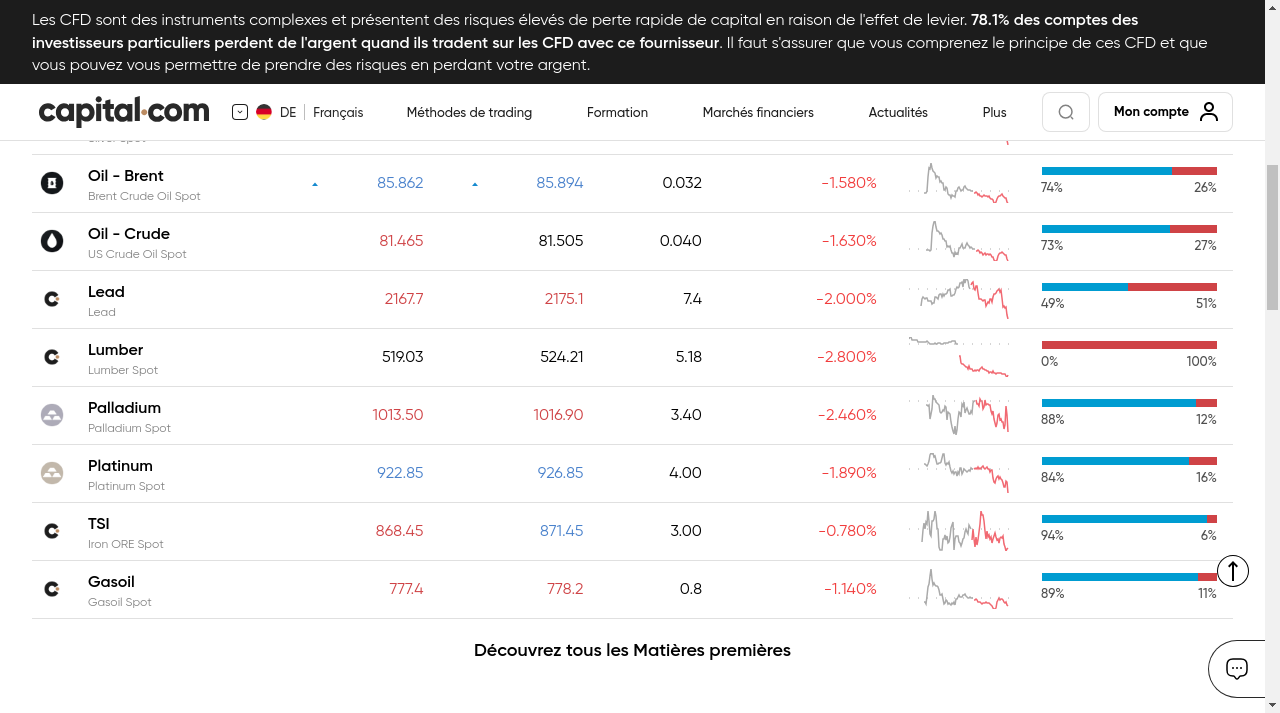 Les CFD sont des instruments complexes et présentent des risques élevés de perte rapide de capital en raison de l'effet de levier. 78.1% des comptes des
investisseurs particuliers perdent de l'argent quand ils tradent sur les CFD avec ce fournisseur. Il faut s'assurer que vous comprenez le principe de ces CFD et que
vous pouvez vous permettre de prendre des risques en perdant votre argent.
capital.com DE Français Méthodes de trading Formation Marchés financiers Actualités Plus Mon compte
Oil - Brent 85.862 85.894 0.032 -1.580%
Brent Crude Oil Spot 74% 26%
Oil - Crude 81.465 81.505 0.040 -1.630%
US Crude Oil Spot 73% 27%
Lead 2167.7 2175.1 7.4 -2.000%
Lead 49% 51%
Lumber 519.03 524.21 5.18 -2.800%
Lumber Spot 0% 100%
Palladium 1013.50 1016.90 3.40 -2.460%
Palladium Spot 88% 12%
Platinum 922.85 926.85 4.00 -1.890%
Platinum Spot 84% 16%
TSI 868.45 871.45 3.00 -0.780%
Iron ORE Spot 94% 6%
Gasoil 777.4 778.2 0.8 -1.140%
Gasoil Spot 89% 11%
Découvrez tous les Matières premières